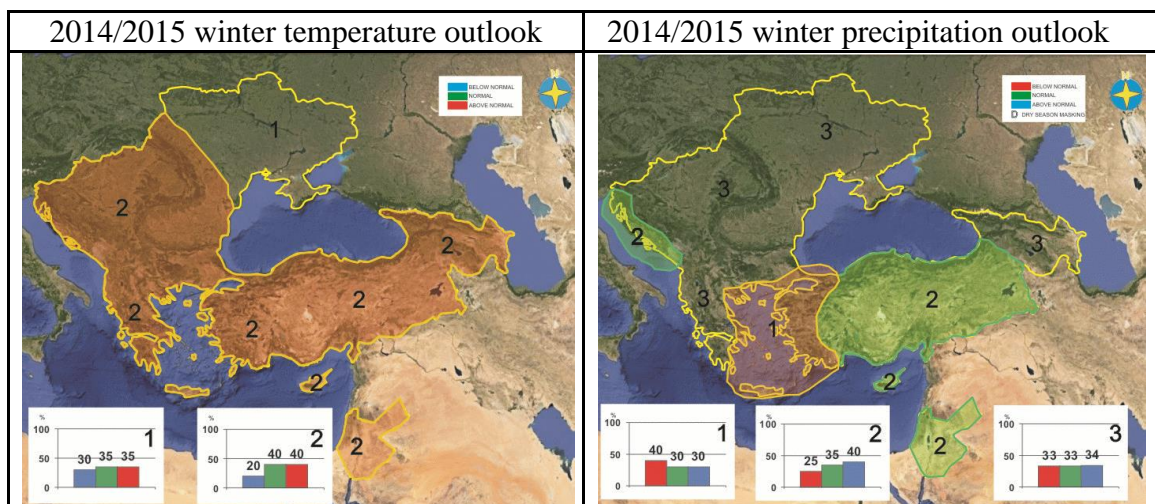 2014/2015 winter temperature outlook
2014/2015 winter precipitation outlook
N
BELOW NORMAL
NORMAL
ABOVE NORMAL
1
2
2
2
2
2
2
2
%
100
50
0
30 35 35
1
%
100
50
0
20 40 40
2
N
BELOW NORMAL
NORMAL
ABOVE NORMAL
D DRY SEASON MASKING
3
3
2
3
3
1
2
2
2
%
100
50
0
40 30 30
1
%
100
50
0
25 35 40
2
%
100
50
0
33 33 34
3